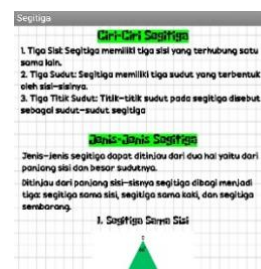 Segitiga
Ciri-Ciri Segitiga
1. Tiga Sisi: Segitiga memiliki tiga sisi yang terhubung satu
sama lain.
2. Tiga Sudut: Segitiga memiliki tiga sudut yang terbentuk
oleh sisi-sisinya.
3. Tiga Titik Sudut: Titik-titik sudut pada segitiga disebut
sebagai sudut-sudut segitiga
Jenis-Jenis Segitiga
Jenis-jenis segitiga dapat ditinjau dari dua hal yaitu dari
panjang sisi dan besar sudutnya.
Ditinjau dari panjang sisi-sisnya segitiga dibagi menjadi
tiga: segitiga sama sisi, segitiga sama kaki, dan segitiga
sembarang.
1. Segitiga Sama Sisi